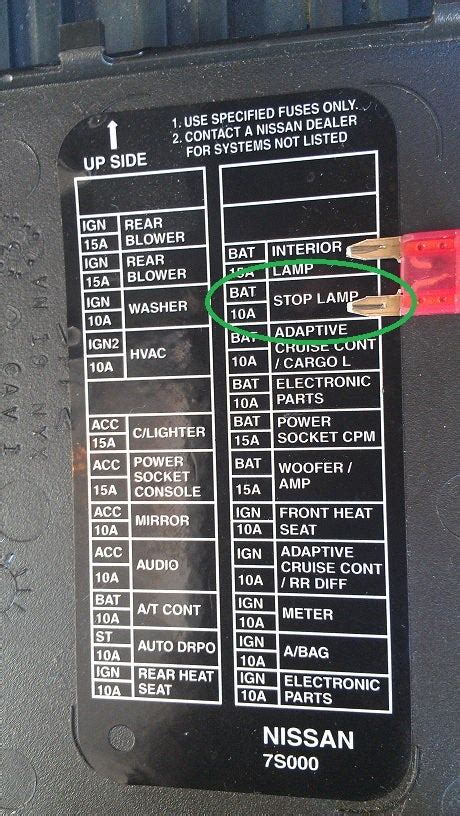 1. USE SPECIFIED FUSES ONLY.
2. CONTACT A NISSAN DEALER
FOR SYSTEMS NOT LISTED
UP SIDE
IGN
15A
REAR
BLOWER
IGN
15A
REAR
BLOWER
IGN
10A
WASHER
IGN2
10A
HVAC
ACC
15A
C/LIGHTER
ACC
15A
POWER
SOCKET
CONSOLE
ACC
10A
MIRROR
ACC
10A
AUDIO
BAT
10A
A/T CONT
ST
10A
AUTO DRPO
IGN
10A
REAR HEAT
SEAT
BAT
15A
INTERIOR
LAMP
BAT
10A
STOP LAMP
BAT
10A
ADAPTIVE
CRUISE CONT
/ CARGO L
BAT
10A
ELECTRONIC
PARTS
BAT
15A
POWER
SOCKET CPM
BAT
15A
WOOFER /
AMP
IGN
10A
FRONT HEAT
SEAT
IGN
10A
ADAPTIVE
CRUISE CONT
/ RR DIFF
IGN
10A
METER
IGN
10A
A/BAG
IGN
10A
ELECTRONIC
PARTS
NISSAN
7S000